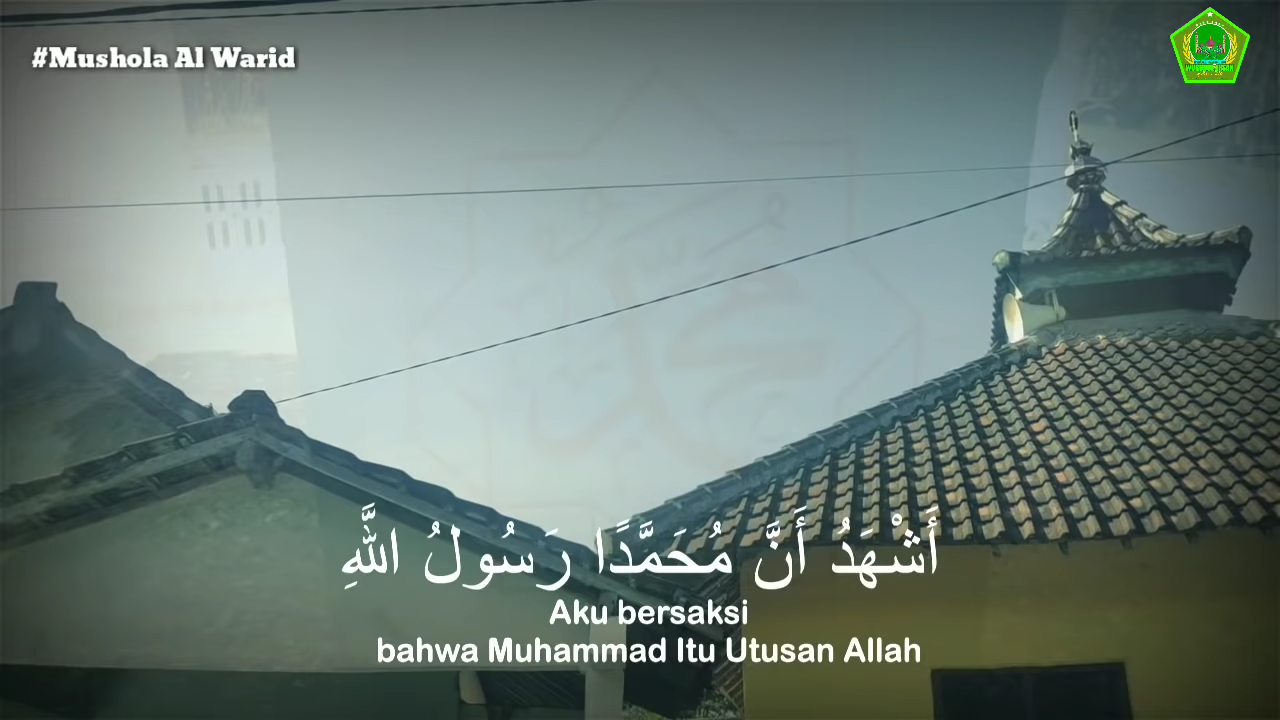 #Mushola Al Warid
أَشْهَدُ أَنَّ مُحَمَّدًا رَسُولُ اللَّهِ
Aku bersaksi
bahwa Muhammad Itu Utusan Allah